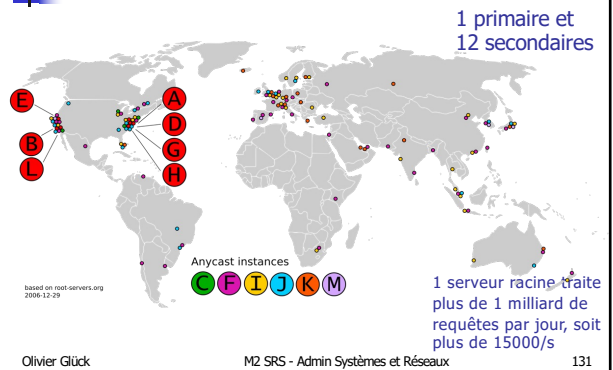 1 primaire et
12 secondaires
E
B
L
A
D
G
H
Anycast instances
C F I J K M
based on root-servers.org
2006-12-29
1 serveur racine traite
plus de 1 milliard de
requêtes par jour, soit
plus de 15000/s
Olivier Glück M2 SRS - Admin Systèmes et Réseaux 131